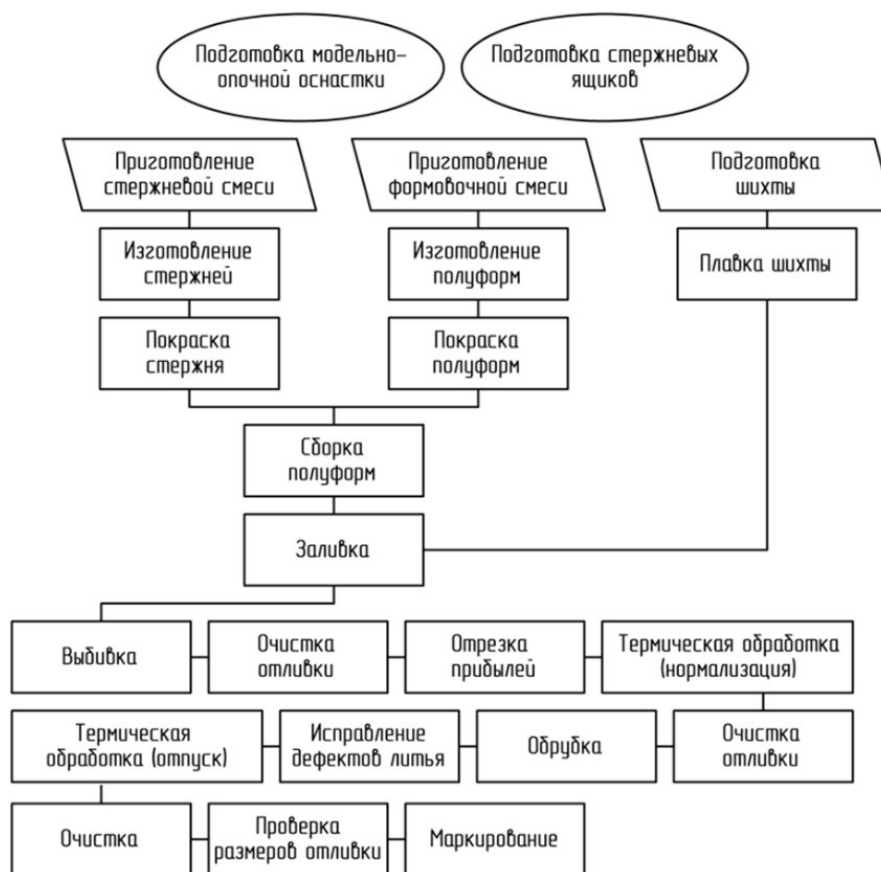 Подготовка модельно-
опочной оснастки
Подготовка стержневых
ящиков
Приготовление
стержневой смеси
Приготовление
формовочной смеси
Подготовка
шихты
Изготовление
стержней
Изготовление
полуформ
Плавка шихты
Покраска
стержня
Покраска
полуформ
Сборка
полуформ
Заливка
Выбивка
Очистка
отливки
Отрезка
прибылей
Термическая обработка
(нормализация)
Термическая
обработка (отпуск)
Исправление
дефектов литья
Обрубка
Очистка
отливки
Очистка
Проверка
размеров отливки
Маркирование